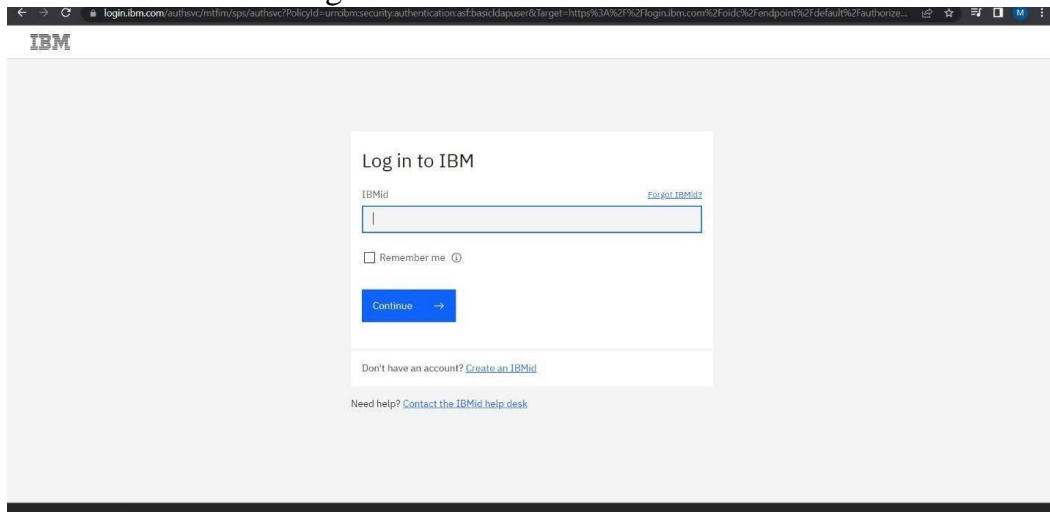 login.ibm.com/authsvc/mtfim/sps/authsvc?PolicyId=urn:ibm:security:authentication:asf:basicldapuser&Target=https%3A%2F%2Flogin.ibm.com%2Foidc%2Fendpoint%2Fdefault%2Fauthorize...
M
IBM
Log in to IBM
IBMid Forgot IBMid?
Remember me
Continue →
Don't have an account? Create an IBMid
Need help? Contact the IBMid help desk